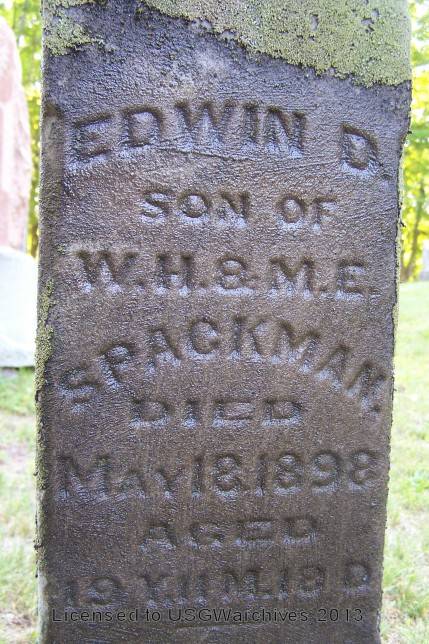 EDWIN D.
SON OF
W.H. & M.E.
SPACKMAN.
DIED
MAY 18, 1898
AGED
19 Y. 11 M. 19 D.
Licensed to USGWarchives 2013